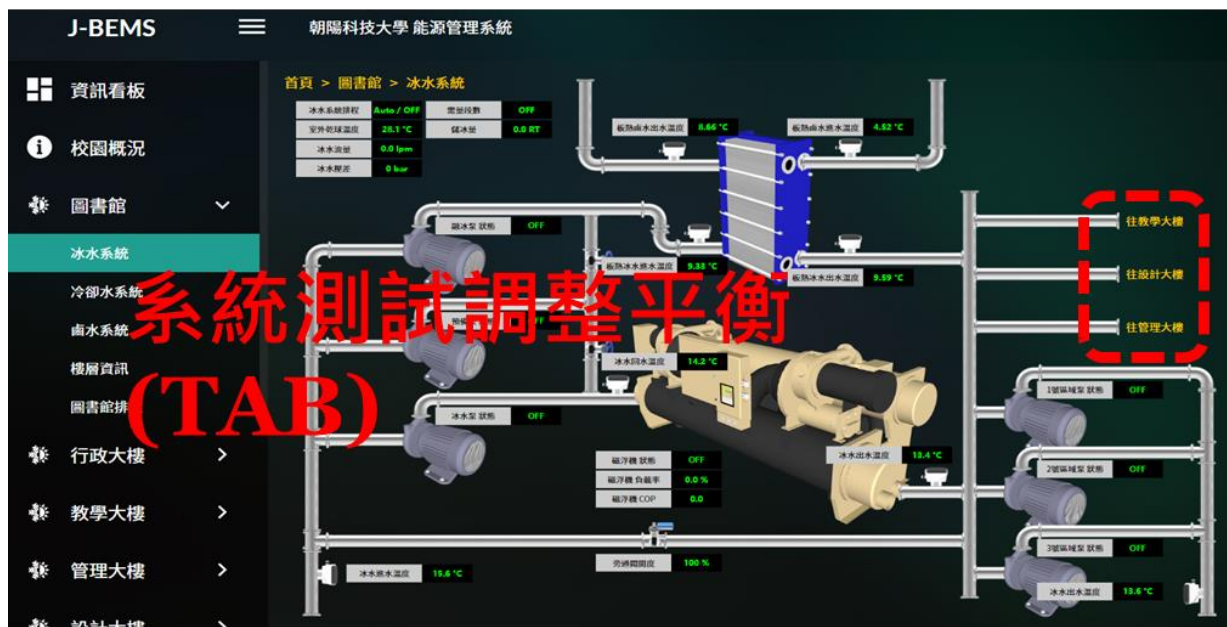 J-BEMS
朝陽科技大學 能源管理系統
資訊看板
校園概況
圖書館
冰水系統
冷卻水系統
鹵水系統
樓層資訊
圖書館排
行政大樓
教學大樓
管理大樓
首頁 > 圖書館 > 冰水系統
冰水系統排程 Auto / OFF 需量段數 OFF
室外乾球溫度 28.1 °C 儲冰量 0.0 RT
冰水流量 0.0 lpm
冰水壓差 0 bar
板熱鹵水出水溫度 8.66 °C
板熱鹵水進水溫度 4.52 °C
融冰泵 狀態 OFF
板熱冰水進水溫度 9.33 °C
板熱冰水出水溫度 9.59 °C
往教學大樓
往設計大樓
往管理大樓
系統測試調整平衡
(TAB)
冰水回水溫度 14.2 °C
冰水泵 狀態 OFF
冰水出水溫度 13.4 °C
磁浮機 狀態 OFF
磁浮機 負載率 0.0 %
磁浮機 COP 0.0
1號區域泵 狀態 OFF
2號區域泵 狀態 OFF
3號區域泵 狀態 OFF
旁通閥開度 100 %
冰水進水溫度 15.6 °C
冰水出水溫度 13.6 °C